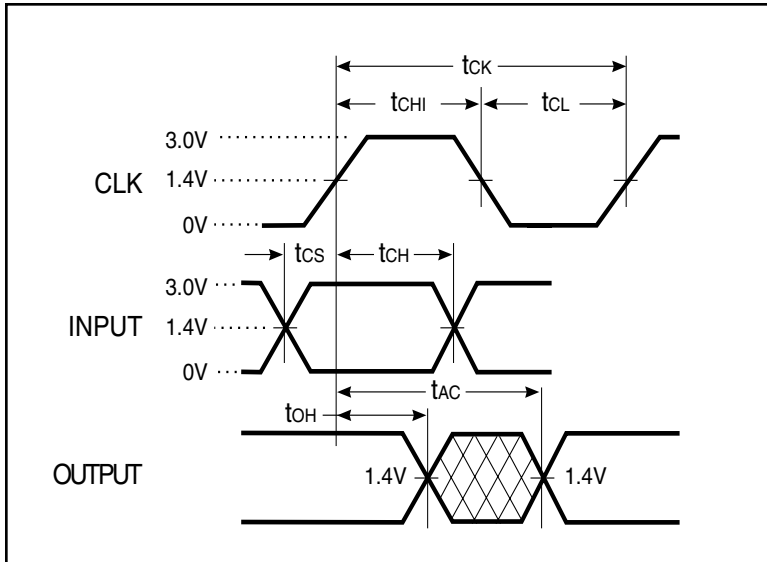 tCK
tCHI tCL
3.0V
CLK 1.4V
0V
tCS tCH
3.0V
INPUT 1.4V
0V
tAC
tOH
OUTPUT 1.4V 1.4V